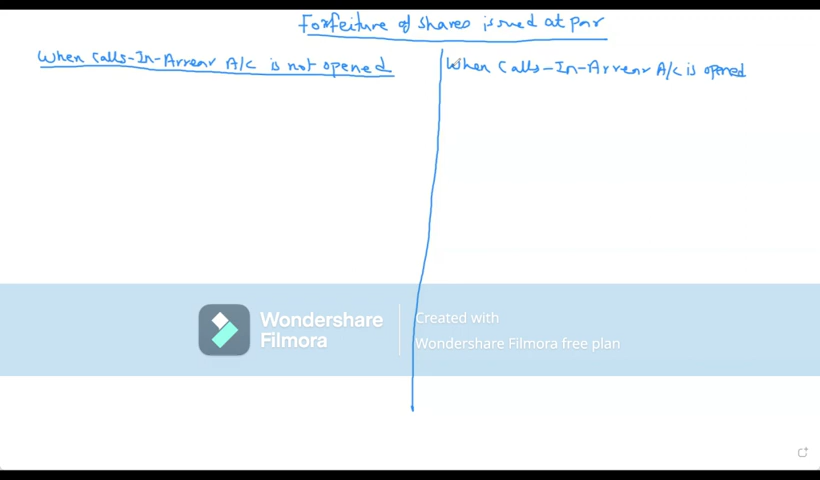 Forfeiture of shares issued at par
When Calls-In-Arrear A/c is not opened
When Calls-In-Arrear A/c is opened
Wondershare
Filmora
Created with
Wondershare Filmora free plan